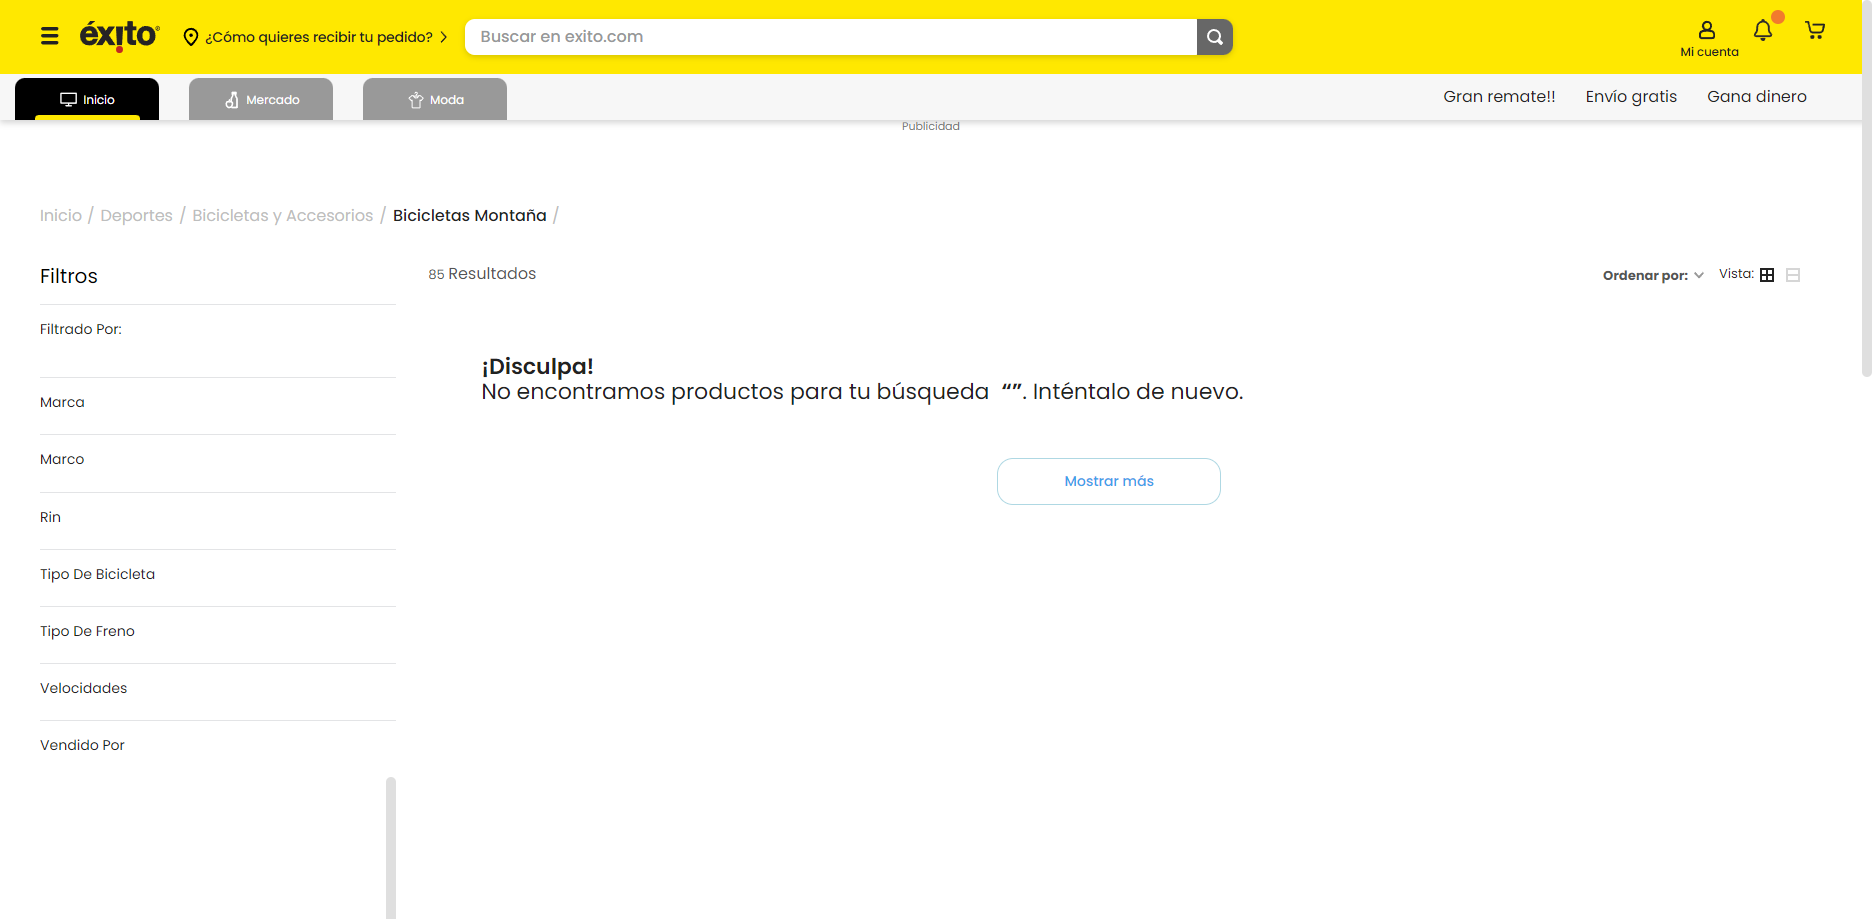 éxito
¿Cómo quieres recibir tu pedido?
Buscar en exito.com
Mi cuenta
Inicio
Mercado
Moda
Gran remate!!
Envío gratis
Gana dinero
Publicidad
Inicio / Deportes / Bicicletas y Accesorios / Bicicletas Montaña /
Filtros
85 Resultados
Ordenar por:
Vista:
Filtrado Por:
¡Disculpa!
No encontramos productos para tu búsqueda “”. Inténtalo de nuevo.
Marca
Marco
Mostrar más
Rin
Tipo De Bicicleta
Tipo De Freno
Velocidades
Vendido Por